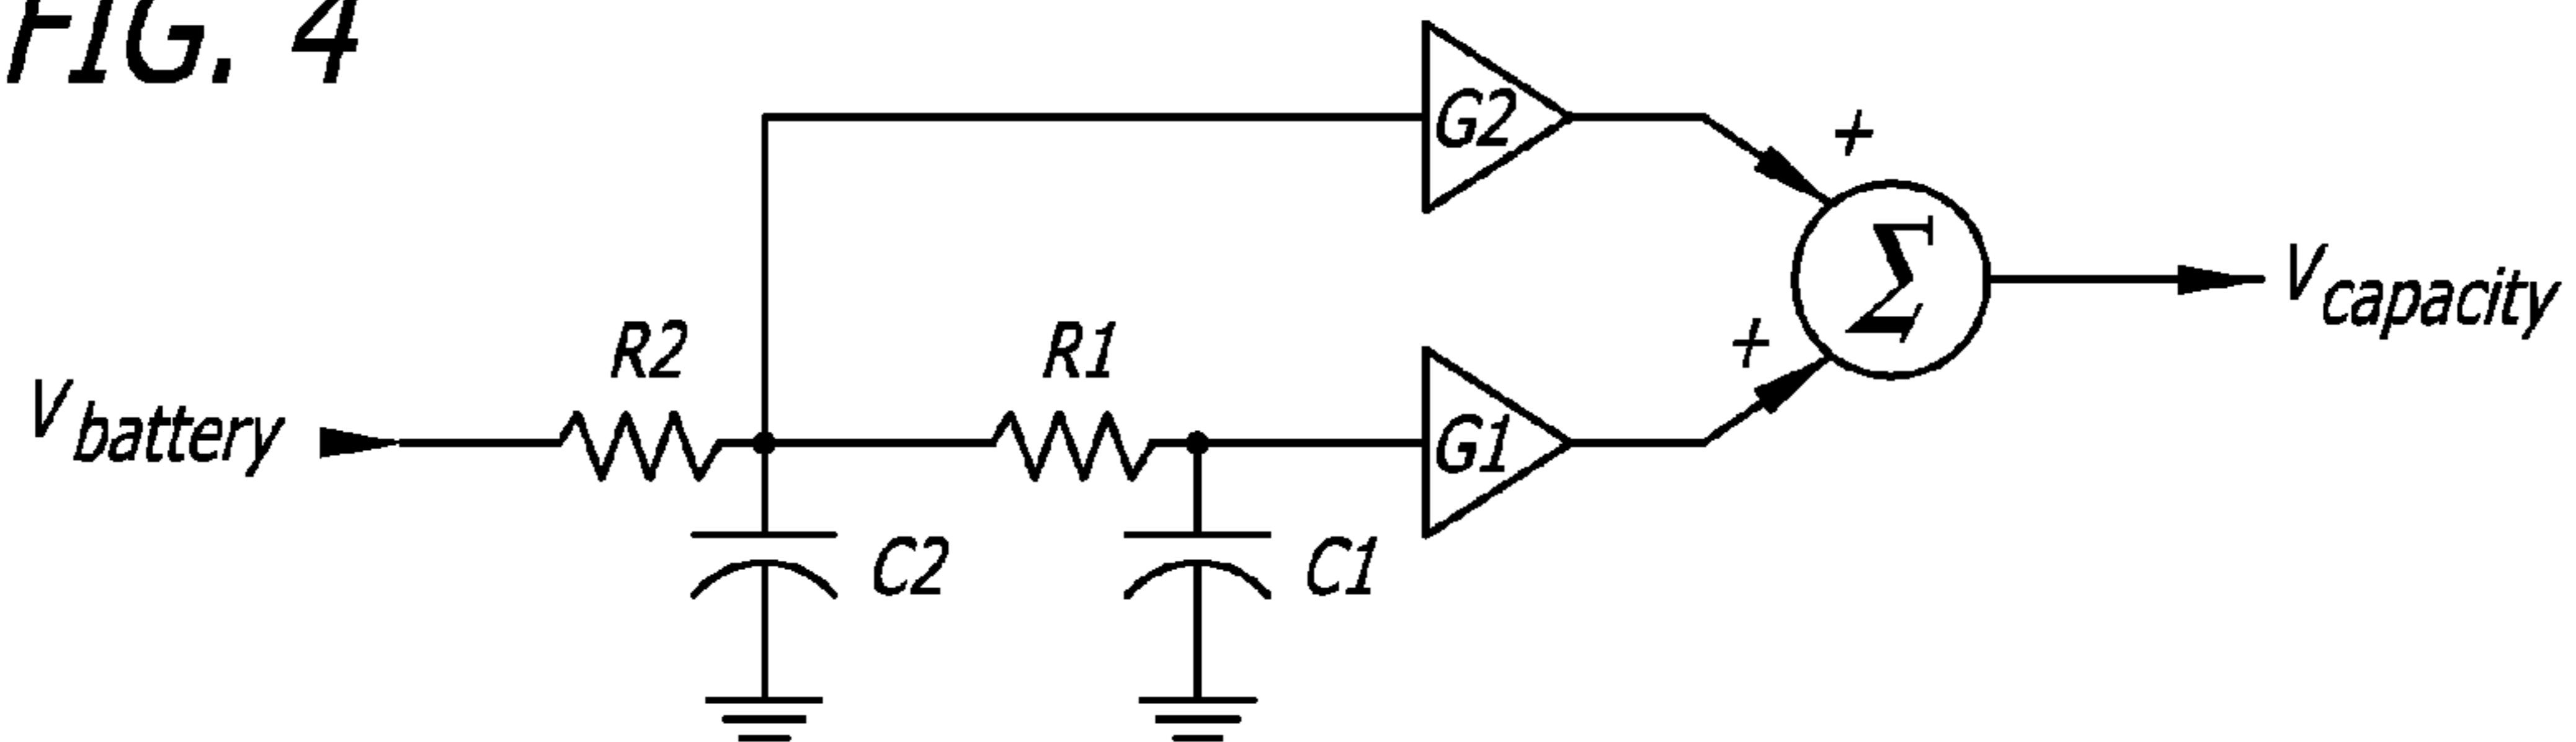 FIG. 4
G2
+
Σ
V capacity
+
R2
R1
V battery
G1
C2
C1